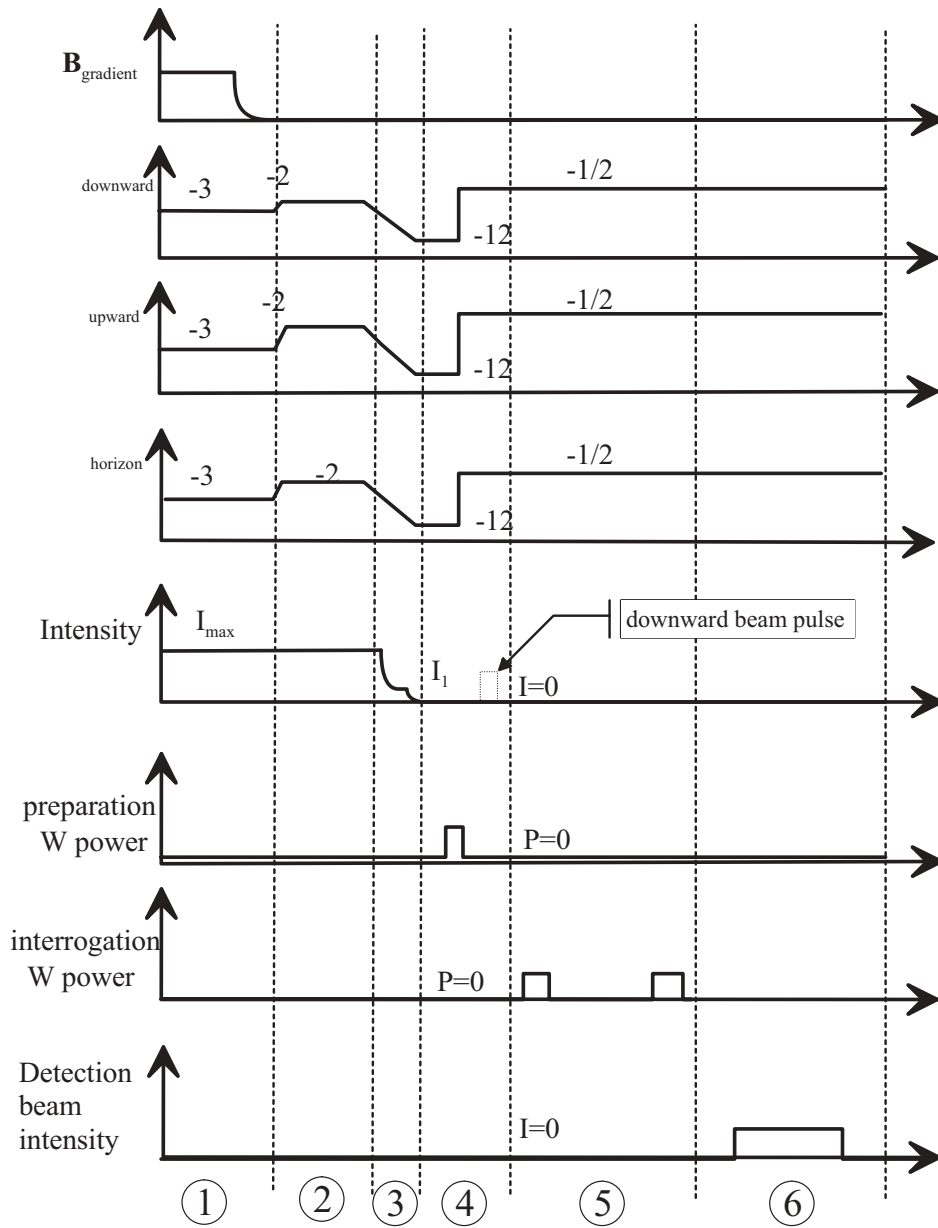 B gradient
downward
-3
-2
-1/2
-12
upward
-3
-2
-1/2
-12
horizon
-3
-2
-1/2
-12
Intensity
I max
I 1
I=0
downward beam pulse
preparation
W power
P=0
interrogation
W power
P=0
Detection
beam
intensity
I=0
1 2 3 4 5 6